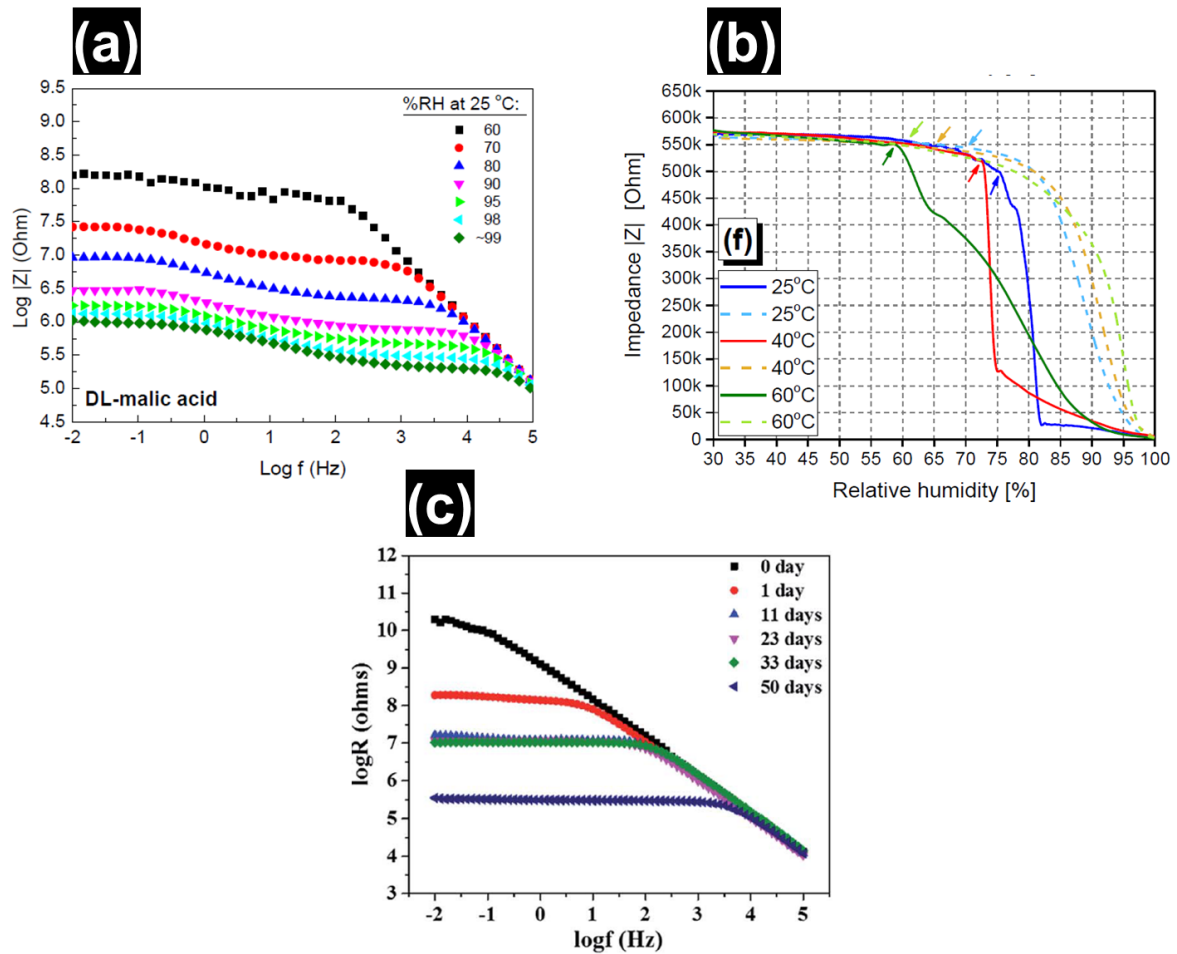 (a)
9.5
9.0
8.5
8.0
7.5
7.0
6.5
6.0
5.5
5.0
4.5
Log |Z| (Ohm)
%RH at 25 °C:
60
70
80
90
95
98
~99
DL-malic acid
-2 -1 0 1 2 3 4 5
Log f (Hz)
(b)
650k
600k
550k
500k
450k
400k
350k
300k
250k
200k
150k
100k
50k
0
Impedance |Z| [Ohm]
(f)
25°C
25°C
40°C
40°C
60°C
60°C
30 35 40 45 50 55 60 65 70 75 80 85 90 95 100
Relative humidity [%]
(c)
12
11
10
9
8
7
6
5
4
3
logR (ohms)
0 day
1 day
11 days
23 days
33 days
50 days
-2 -1 0 1 2 3 4 5
logf (Hz)